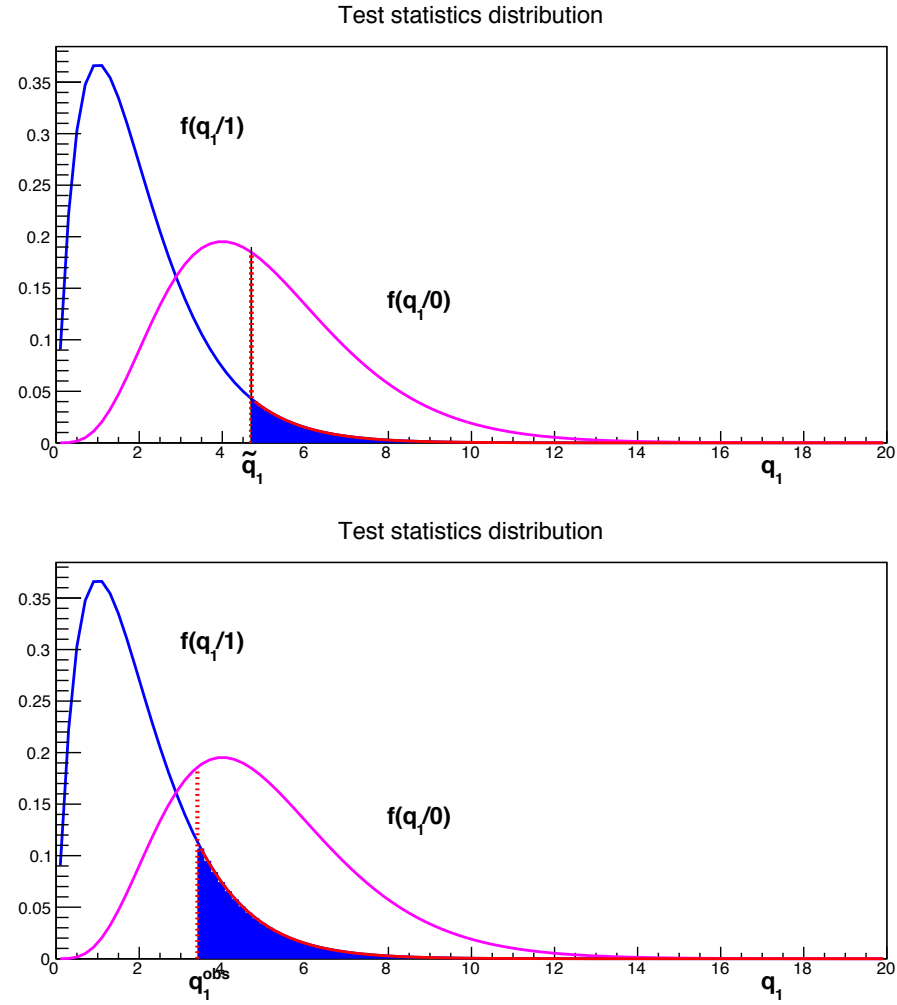 Test statistics distribution
0.35
0.3
0.25
0.2
0.15
0.1
0.05
0
f(q1/1)
f(q1/0)
0 2 4 6 8 10 12 14 16 18 20
q̃1 q1
Test statistics distribution
0.35
0.3
0.25
0.2
0.15
0.1
0.05
0
f(q1/1)
f(q1/0)
0 2 4 6 8 10 12 14 16 18 20
q1obs q1